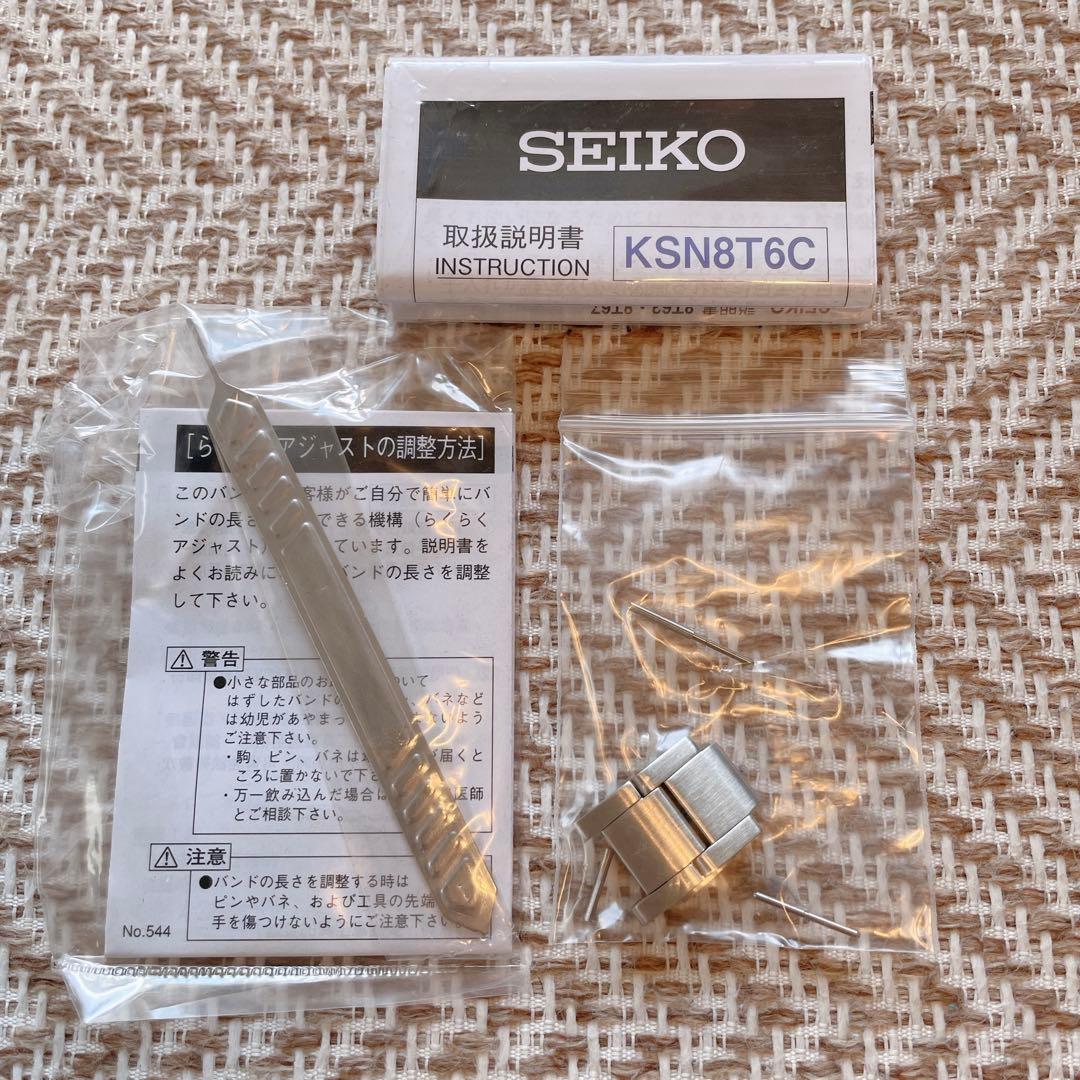 SEIKO
取扱説明書
INSTRUCTION
KSN8T6C
説明書 8T63・8T67
[ら アジャストの調整方法]
このバン 客様がご自分で簡単にバ
ンドの長さ できる機構（らくらく
アジャスト ています。説明書を
よくお読みに バンドの長さを調整
して下さい。
警告
●小さな部品のお ついて
はずしたバンドの 、バネなど
は幼児があやまっ ないよう
ご注意下さい。
・駒、ピン、バネは 届くと
ころに置かないで下さ
・万一飲み込んだ場合は 医師
とご相談下さい。
注意
●バンドの長さを調整する時は
ピンやバネ、および工具の先端
手を傷つけないようにご注意下さい。
No.544